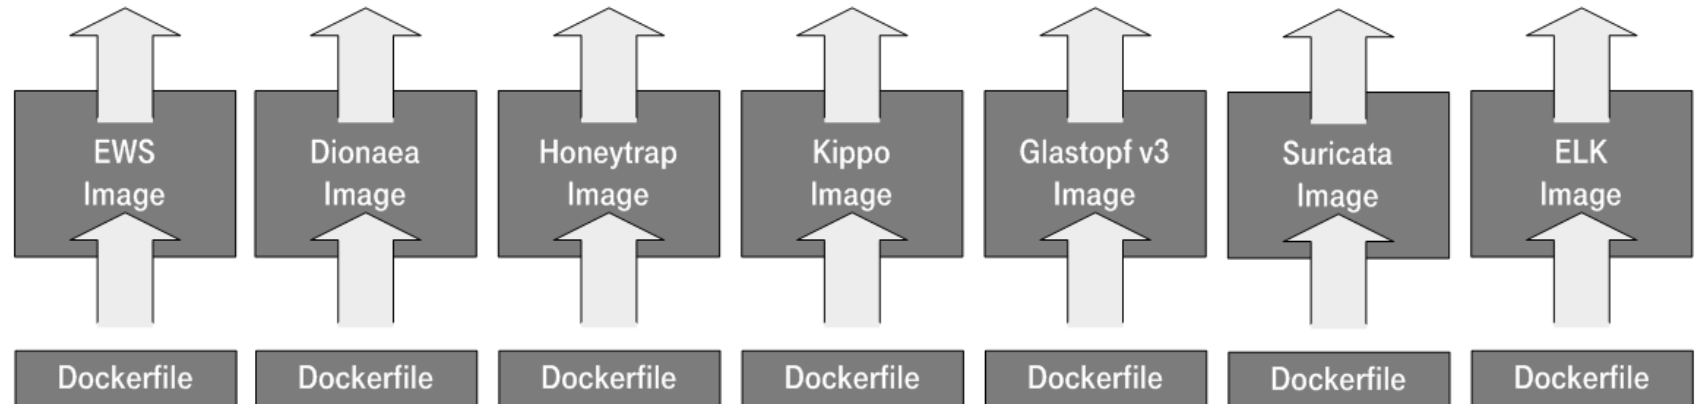 EWS
Image
Dionaea
Image
Honeytrap
Image
Kippo
Image
Glastopf v3
Image
Suricata
Image
ELK
Image
Dockerfile
Dockerfile
Dockerfile
Dockerfile
Dockerfile
Dockerfile
Dockerfile